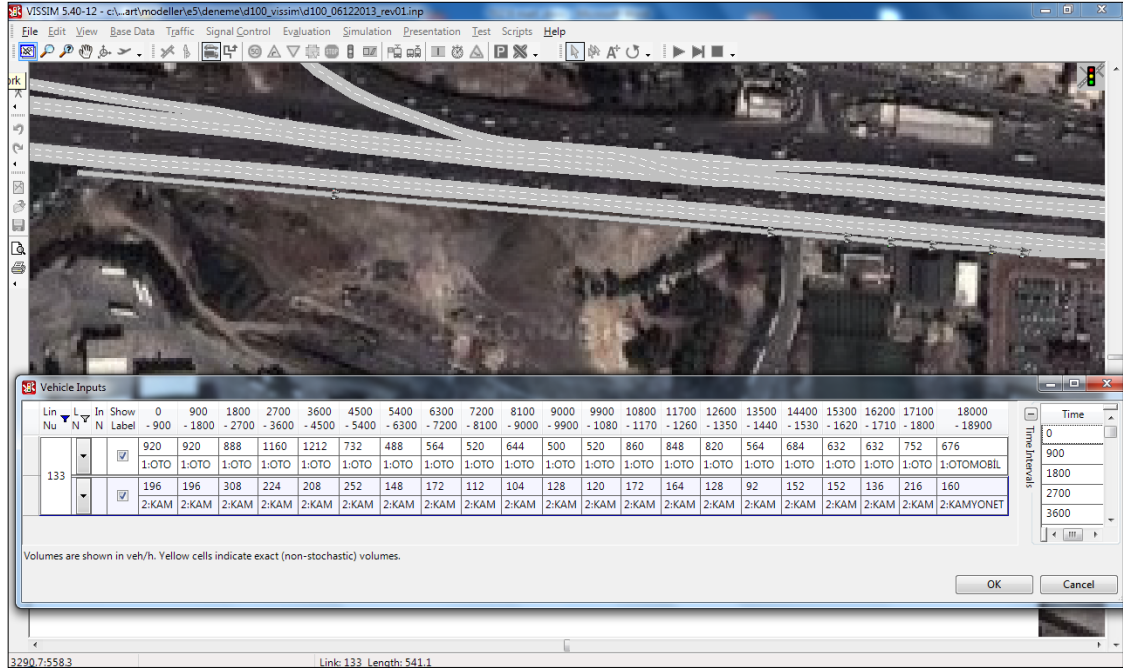 VISSIM 5.40-12 - c:\...art\modeller\e5\deneme\d100_vissim\d100_06122013_rev01.inp
File Edit View Base Data Traffic Signal Control Evaluation Simulation Presentation Test Scripts Help
ork
Vehicle Inputs
Lin L In Show 0 900 1800 2700 3600 4500 5400 6300 7200 8100 9000 9900 10800 11700 12600 13500 14400 15300 16200 17100 18000
Nu N N Label - 900 - 1800 - 2700 - 3600 - 4500 - 5400 - 6300 - 7200 - 8100 - 9000 - 9900 - 1080 - 1170 - 1260 - 1350 - 1440 - 1530 - 1620 - 1710 - 1800 - 18900
133
920 920 888 1160 1212 732 488 564 520 644 500 520 860 848 820 564 684 632 632 752 676
1:OTO 1:OTO 1:OTO 1:OTO 1:OTO 1:OTO 1:OTO 1:OTO 1:OTO 1:OTO 1:OTO 1:OTO 1:OTO 1:OTO 1:OTO 1:OTO 1:OTO 1:OTO 1:OTO 1:OTO 1:OTOMOBİL
196 196 308 224 208 252 148 172 112 104 128 120 172 164 128 92 152 152 136 216 160
2:KAM 2:KAM 2:KAM 2:KAM 2:KAM 2:KAM 2:KAM 2:KAM 2:KAM 2:KAM 2:KAM 2:KAM 2:KAM 2:KAM 2:KAM 2:KAM 2:KAM 2:KAM 2:KAM 2:KAM 2:KAMYONET
Time Intervals
Time
0
900
1800
2700
3600
Volumes are shown in veh/h. Yellow cells indicate exact (non-stochastic) volumes.
OK Cancel
3290.7:558.3 Link: 133 Length: 541.1